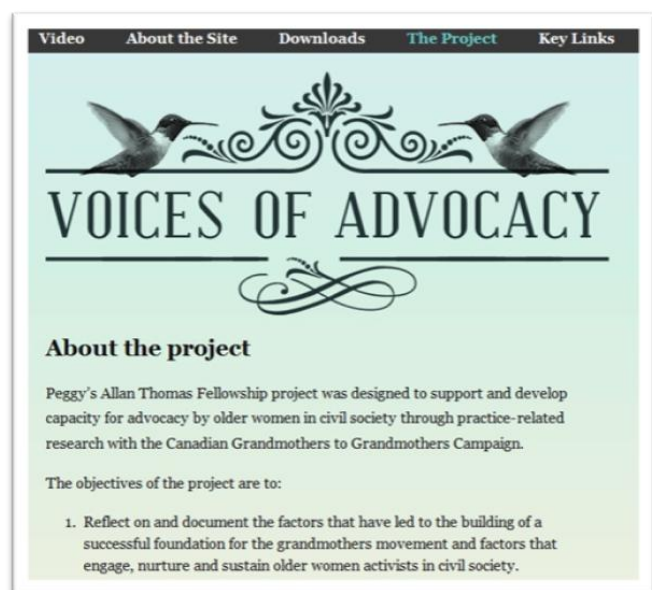 Video About the Site Downloads The Project Key Links
VOICES OF ADVOCACY
About the project
Peggy's Allan Thomas Fellowship project was designed to support and develop
capacity for advocacy by older women in civil society through practice-related
research with the Canadian Grandmothers to Grandmothers Campaign.
The objectives of the project are to:
1. Reflect on and document the factors that have led to the building of a
successful foundation for the grandmothers movement and factors that
engage, nurture and sustain older women activists in civil society.